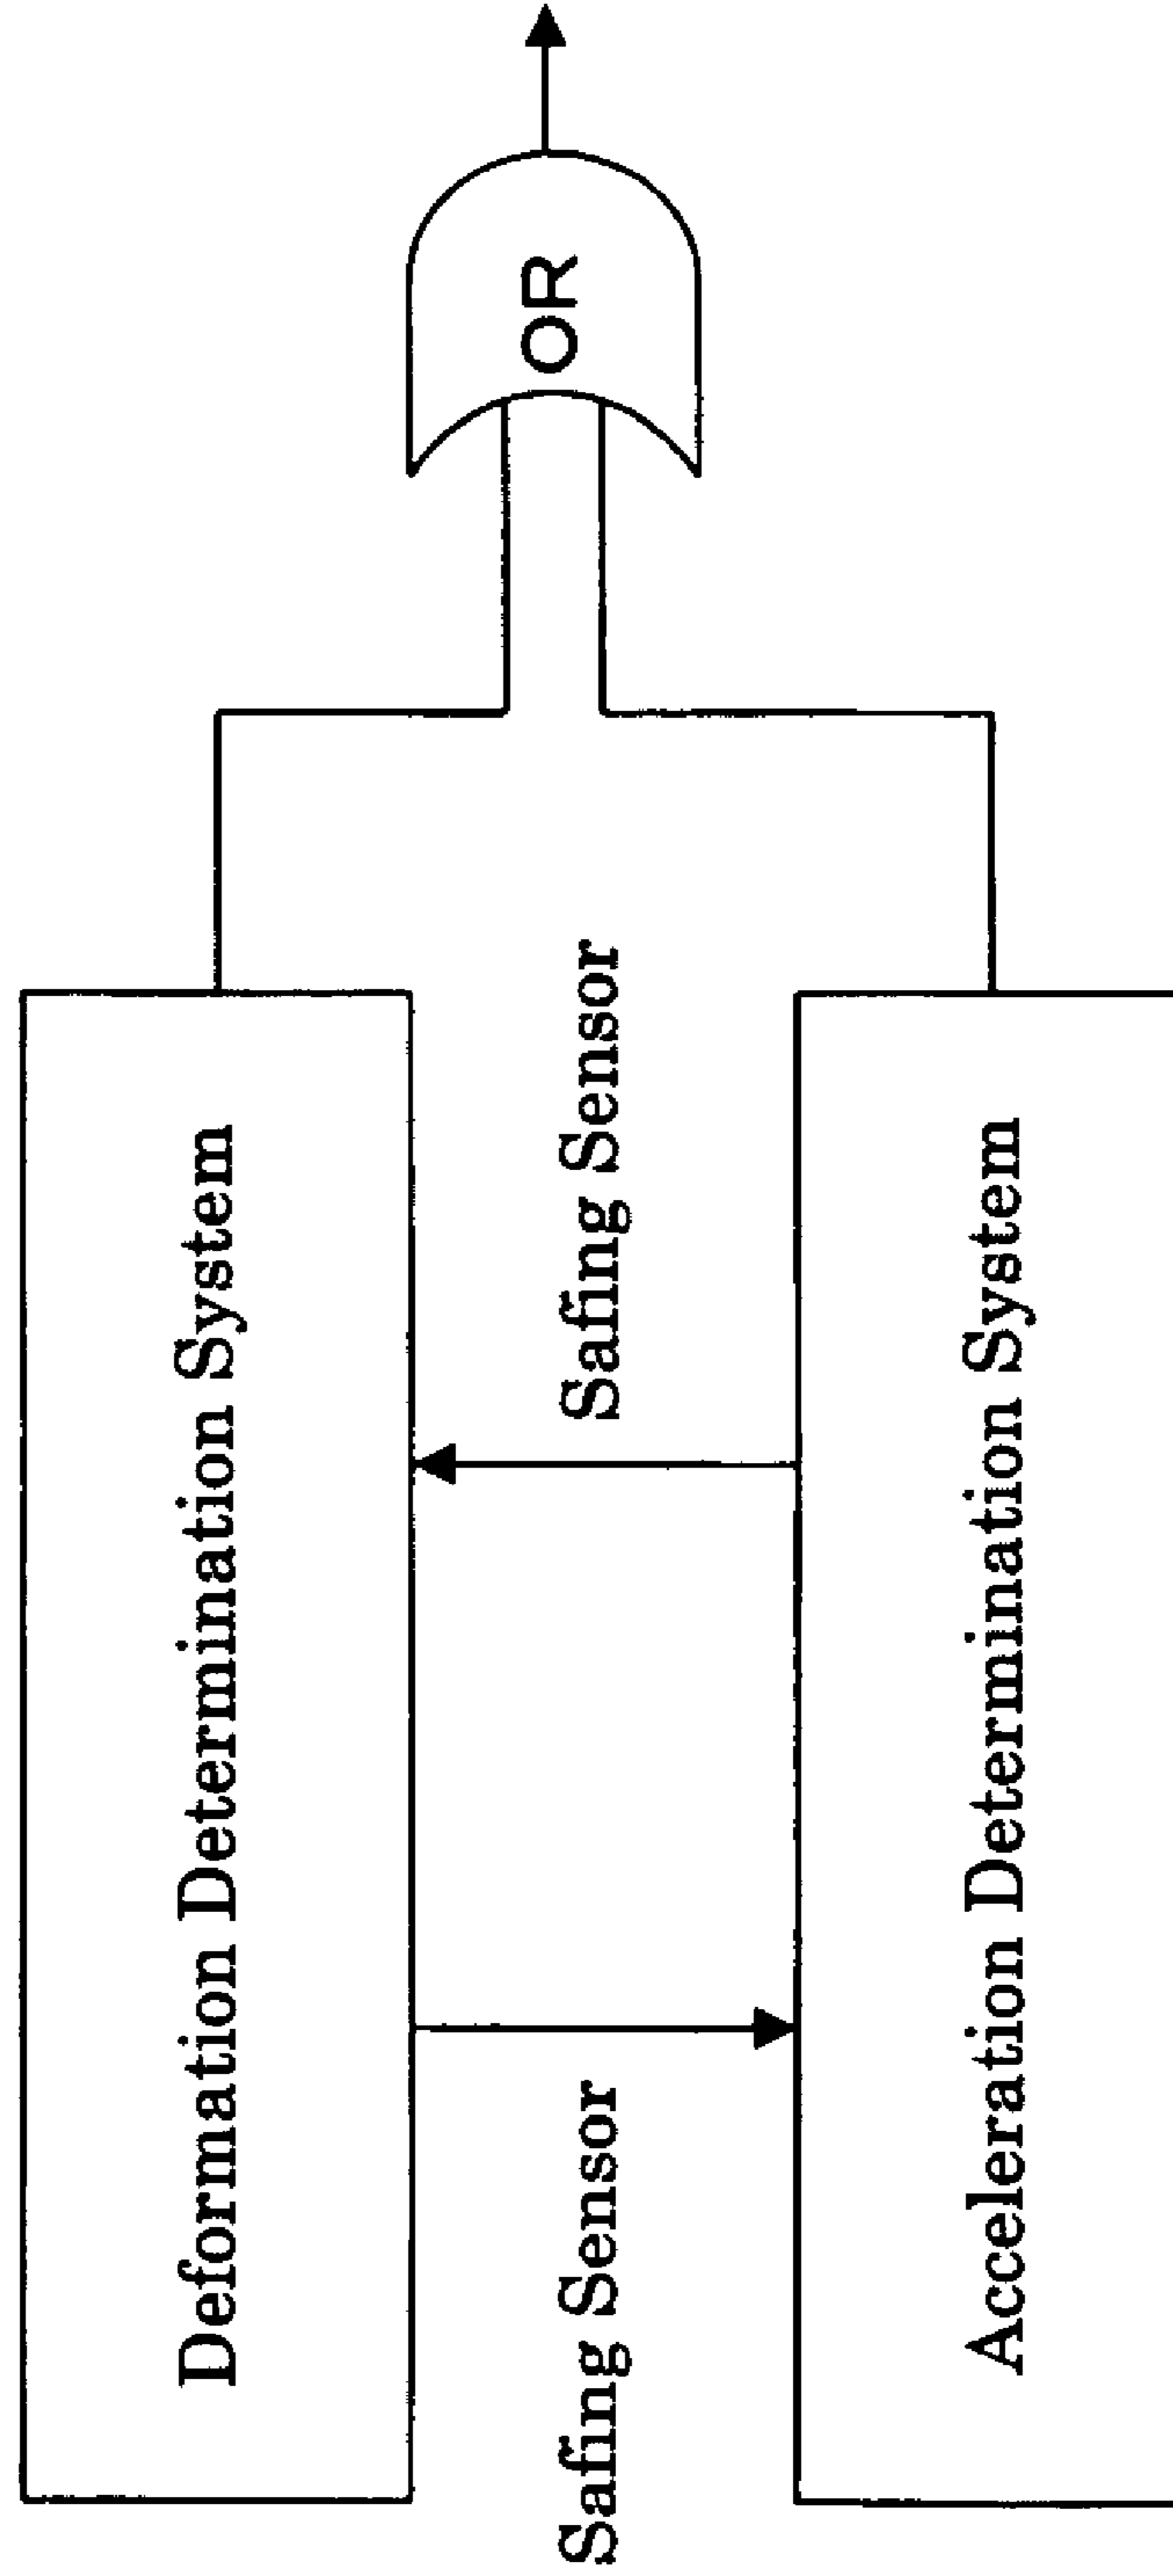 Deformation Determination System
Safing Sensor
Safing Sensor
Acceleration Determination System
OR